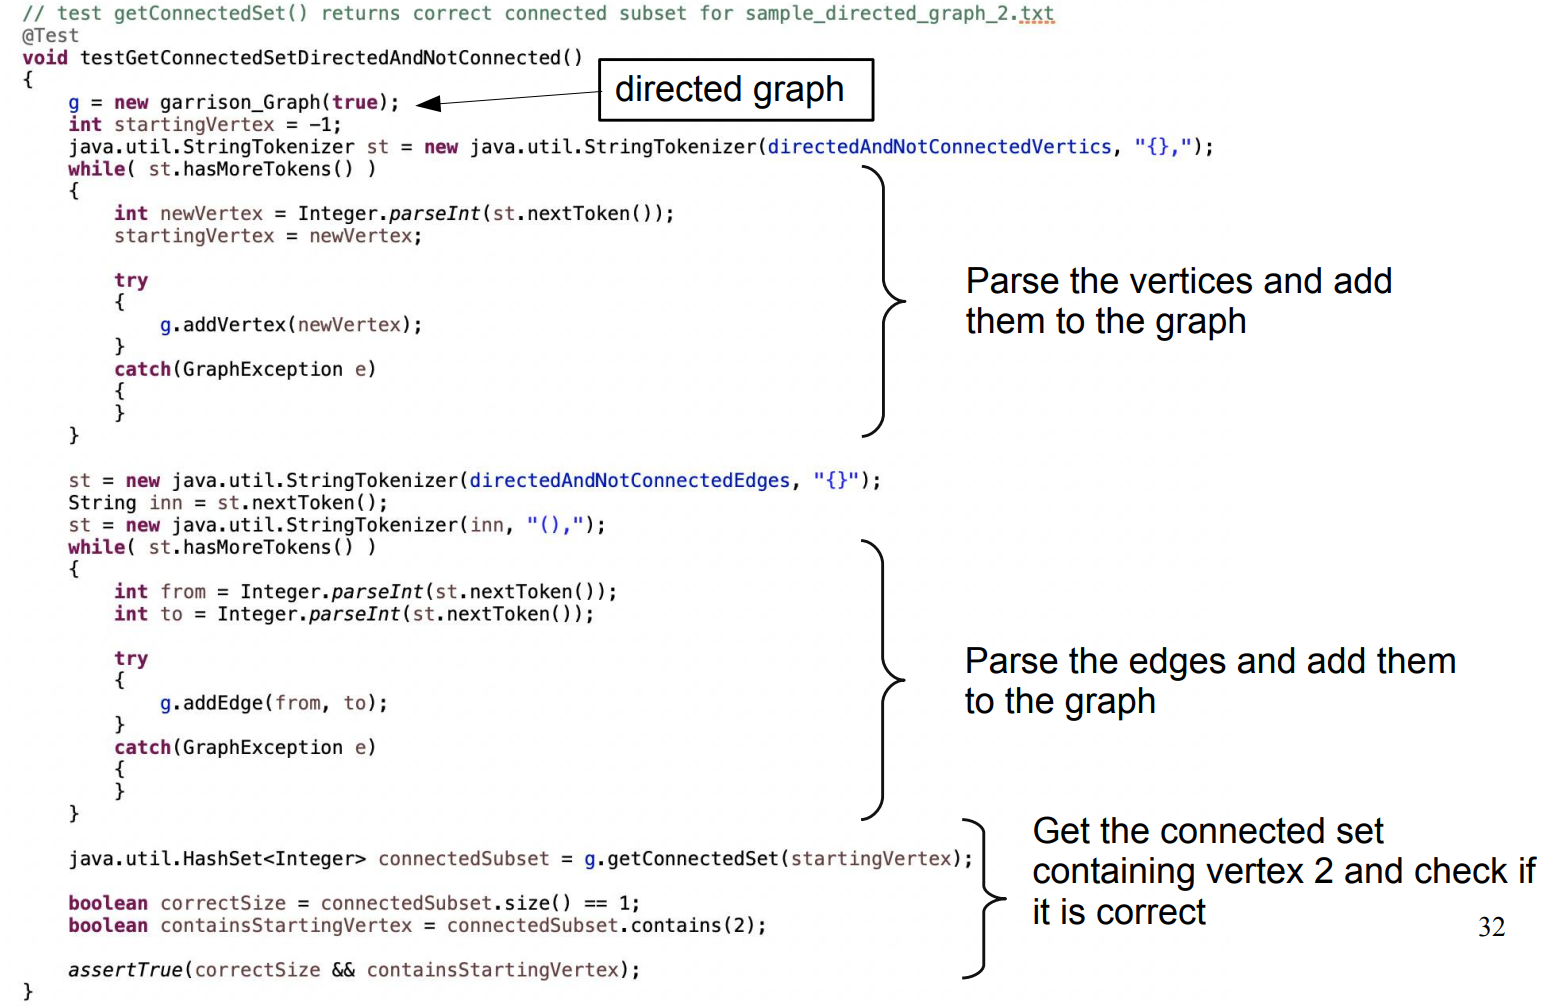 // test getConnectedSet() returns correct connected subset for sample_directed_graph_2.txt
@Test
void testGetConnectedSetDirectedAndNotConnected()
{
directed graph
g = new garrison_Graph(true);
int startingVertex = -1;
java.util.StringTokenizer st = new java.util.StringTokenizer(directedAndNotConnectedVertics, "{},");
while( st.hasMoreTokens() )
{
int newVertex = Integer.parseInt(st.nextToken());
startingVertex = newVertex;
try
{
g.addVertex(newVertex);
}
catch(GraphException e)
{
}
}
Parse the vertices and add
them to the graph
st = new java.util.StringTokenizer(directedAndNotConnectedEdges, "{}");
String inn = st.nextToken();
st = new java.util.StringTokenizer(inn, "(),");
while( st.hasMoreTokens() )
{
int from = Integer.parseInt(st.nextToken());
int to = Integer.parseInt(st.nextToken());
try
{
g.addEdge(from, to);
}
catch(GraphException e)
{
}
}
Parse the edges and add them
to the graph
java.util.HashSet<Integer> connectedSubset = g.getConnectedSet(startingVertex);
boolean correctSize = connectedSubset.size() == 1;
boolean containsStartingVertex = connectedSubset.contains(2);
assertTrue(correctSize && containsStartingVertex);
}
Get the connected set
containing vertex 2 and check if
it is correct
32